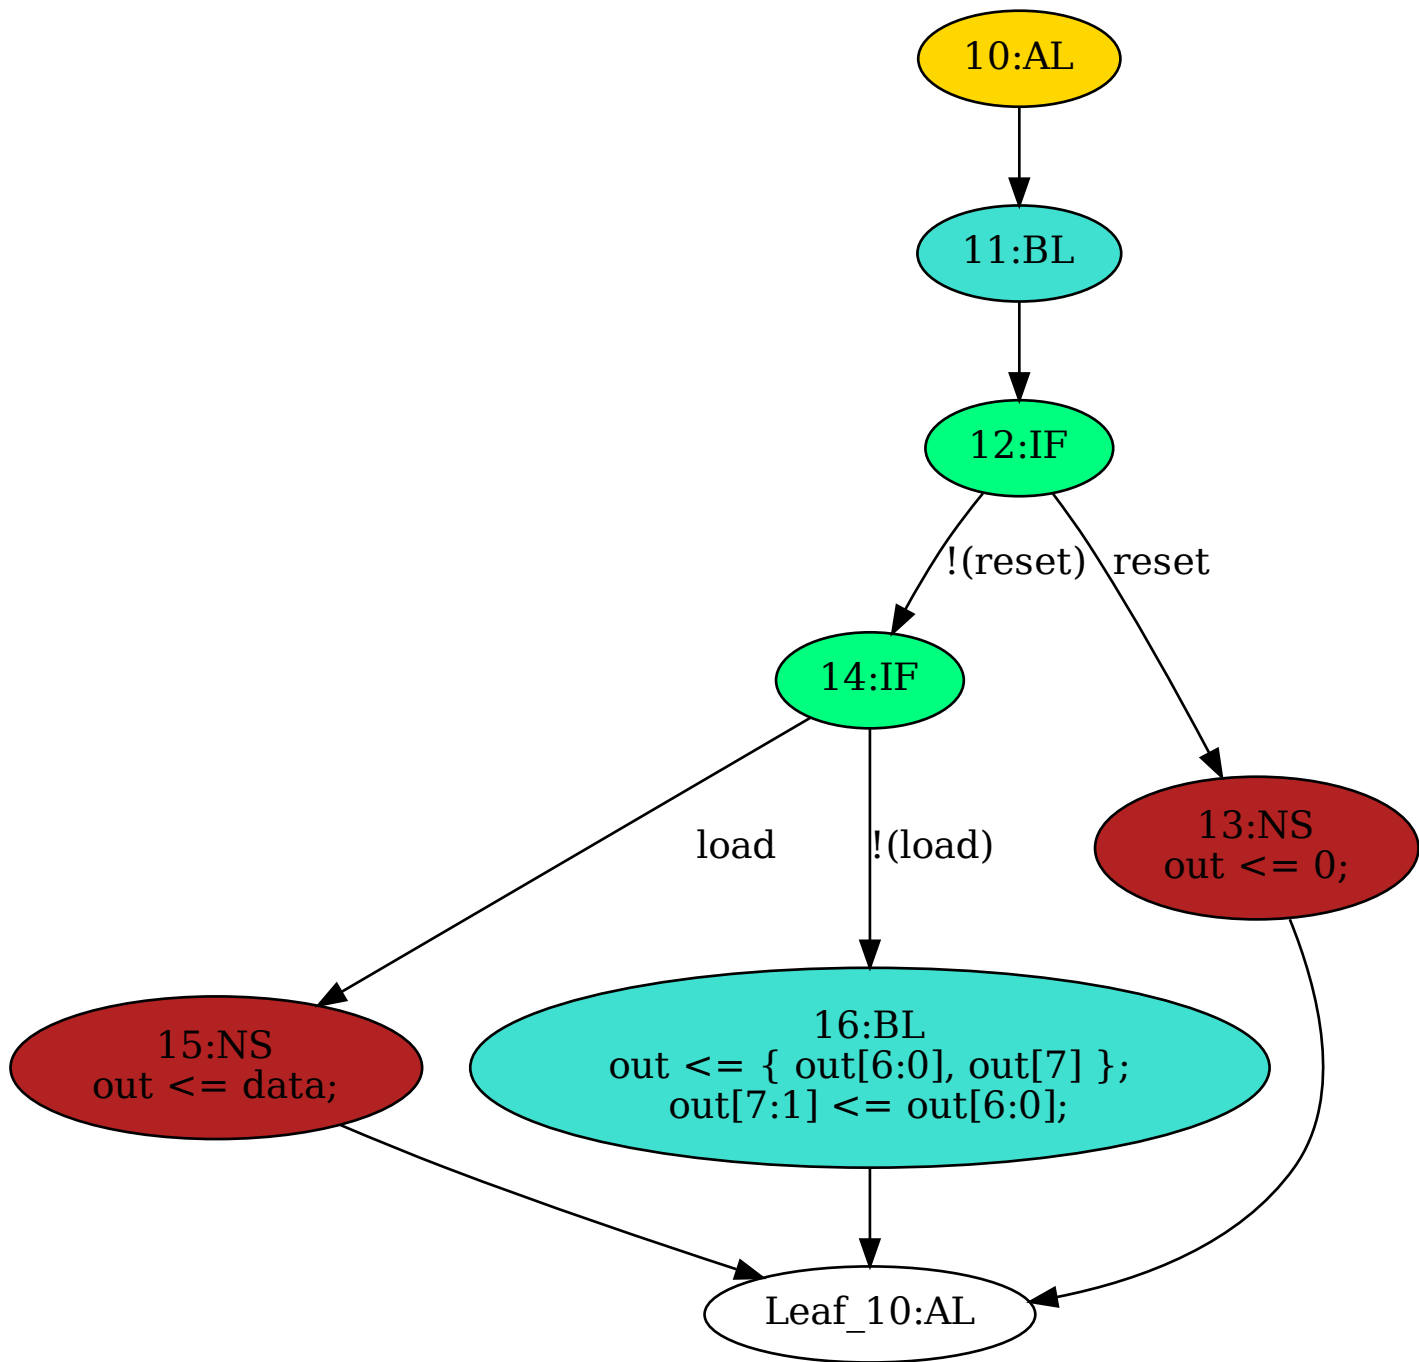 10:AL
11:BL
12:IF
!(reset)
reset
14:IF
13:NS
out <= 0;
load
!(load)
15:NS
out <= data;
16:BL
out <= { out[6:0], out[7] };
out[7:1] <= out[6:0];
Leaf_10:AL